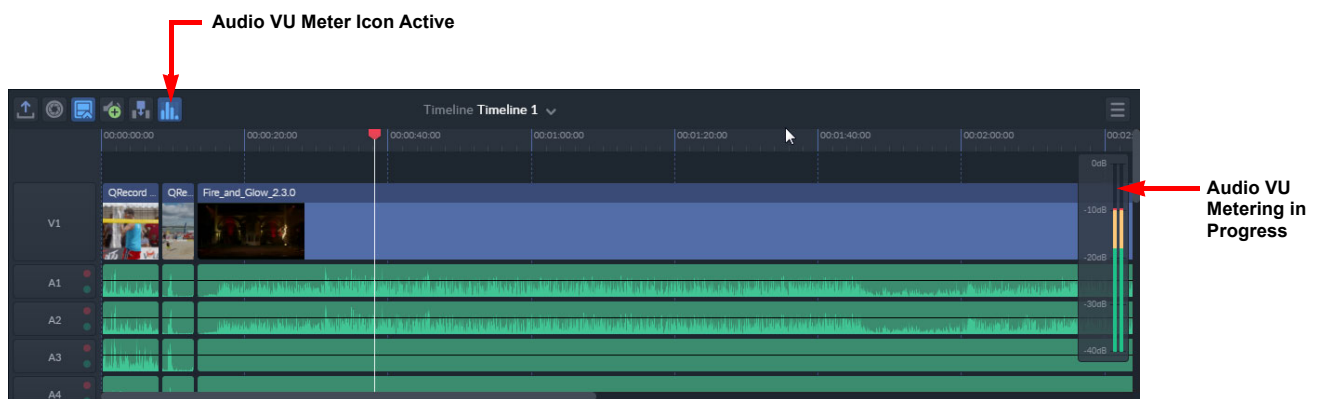 Audio VU Meter Icon Active
Timeline Timeline 1
00:00:00:00 00:00:20:00 00:00:40:00 00:01:00:00 00:01:20:00 00:01:40:00 00:02:00:00 00:02:
0dB
QRecord ... QRe... Fire_and_Glow_2.3.0
Audio VU
Metering in
Progress
-10dB
V1
-20dB
A1
-30dB
A2
-40dB
A3
A4